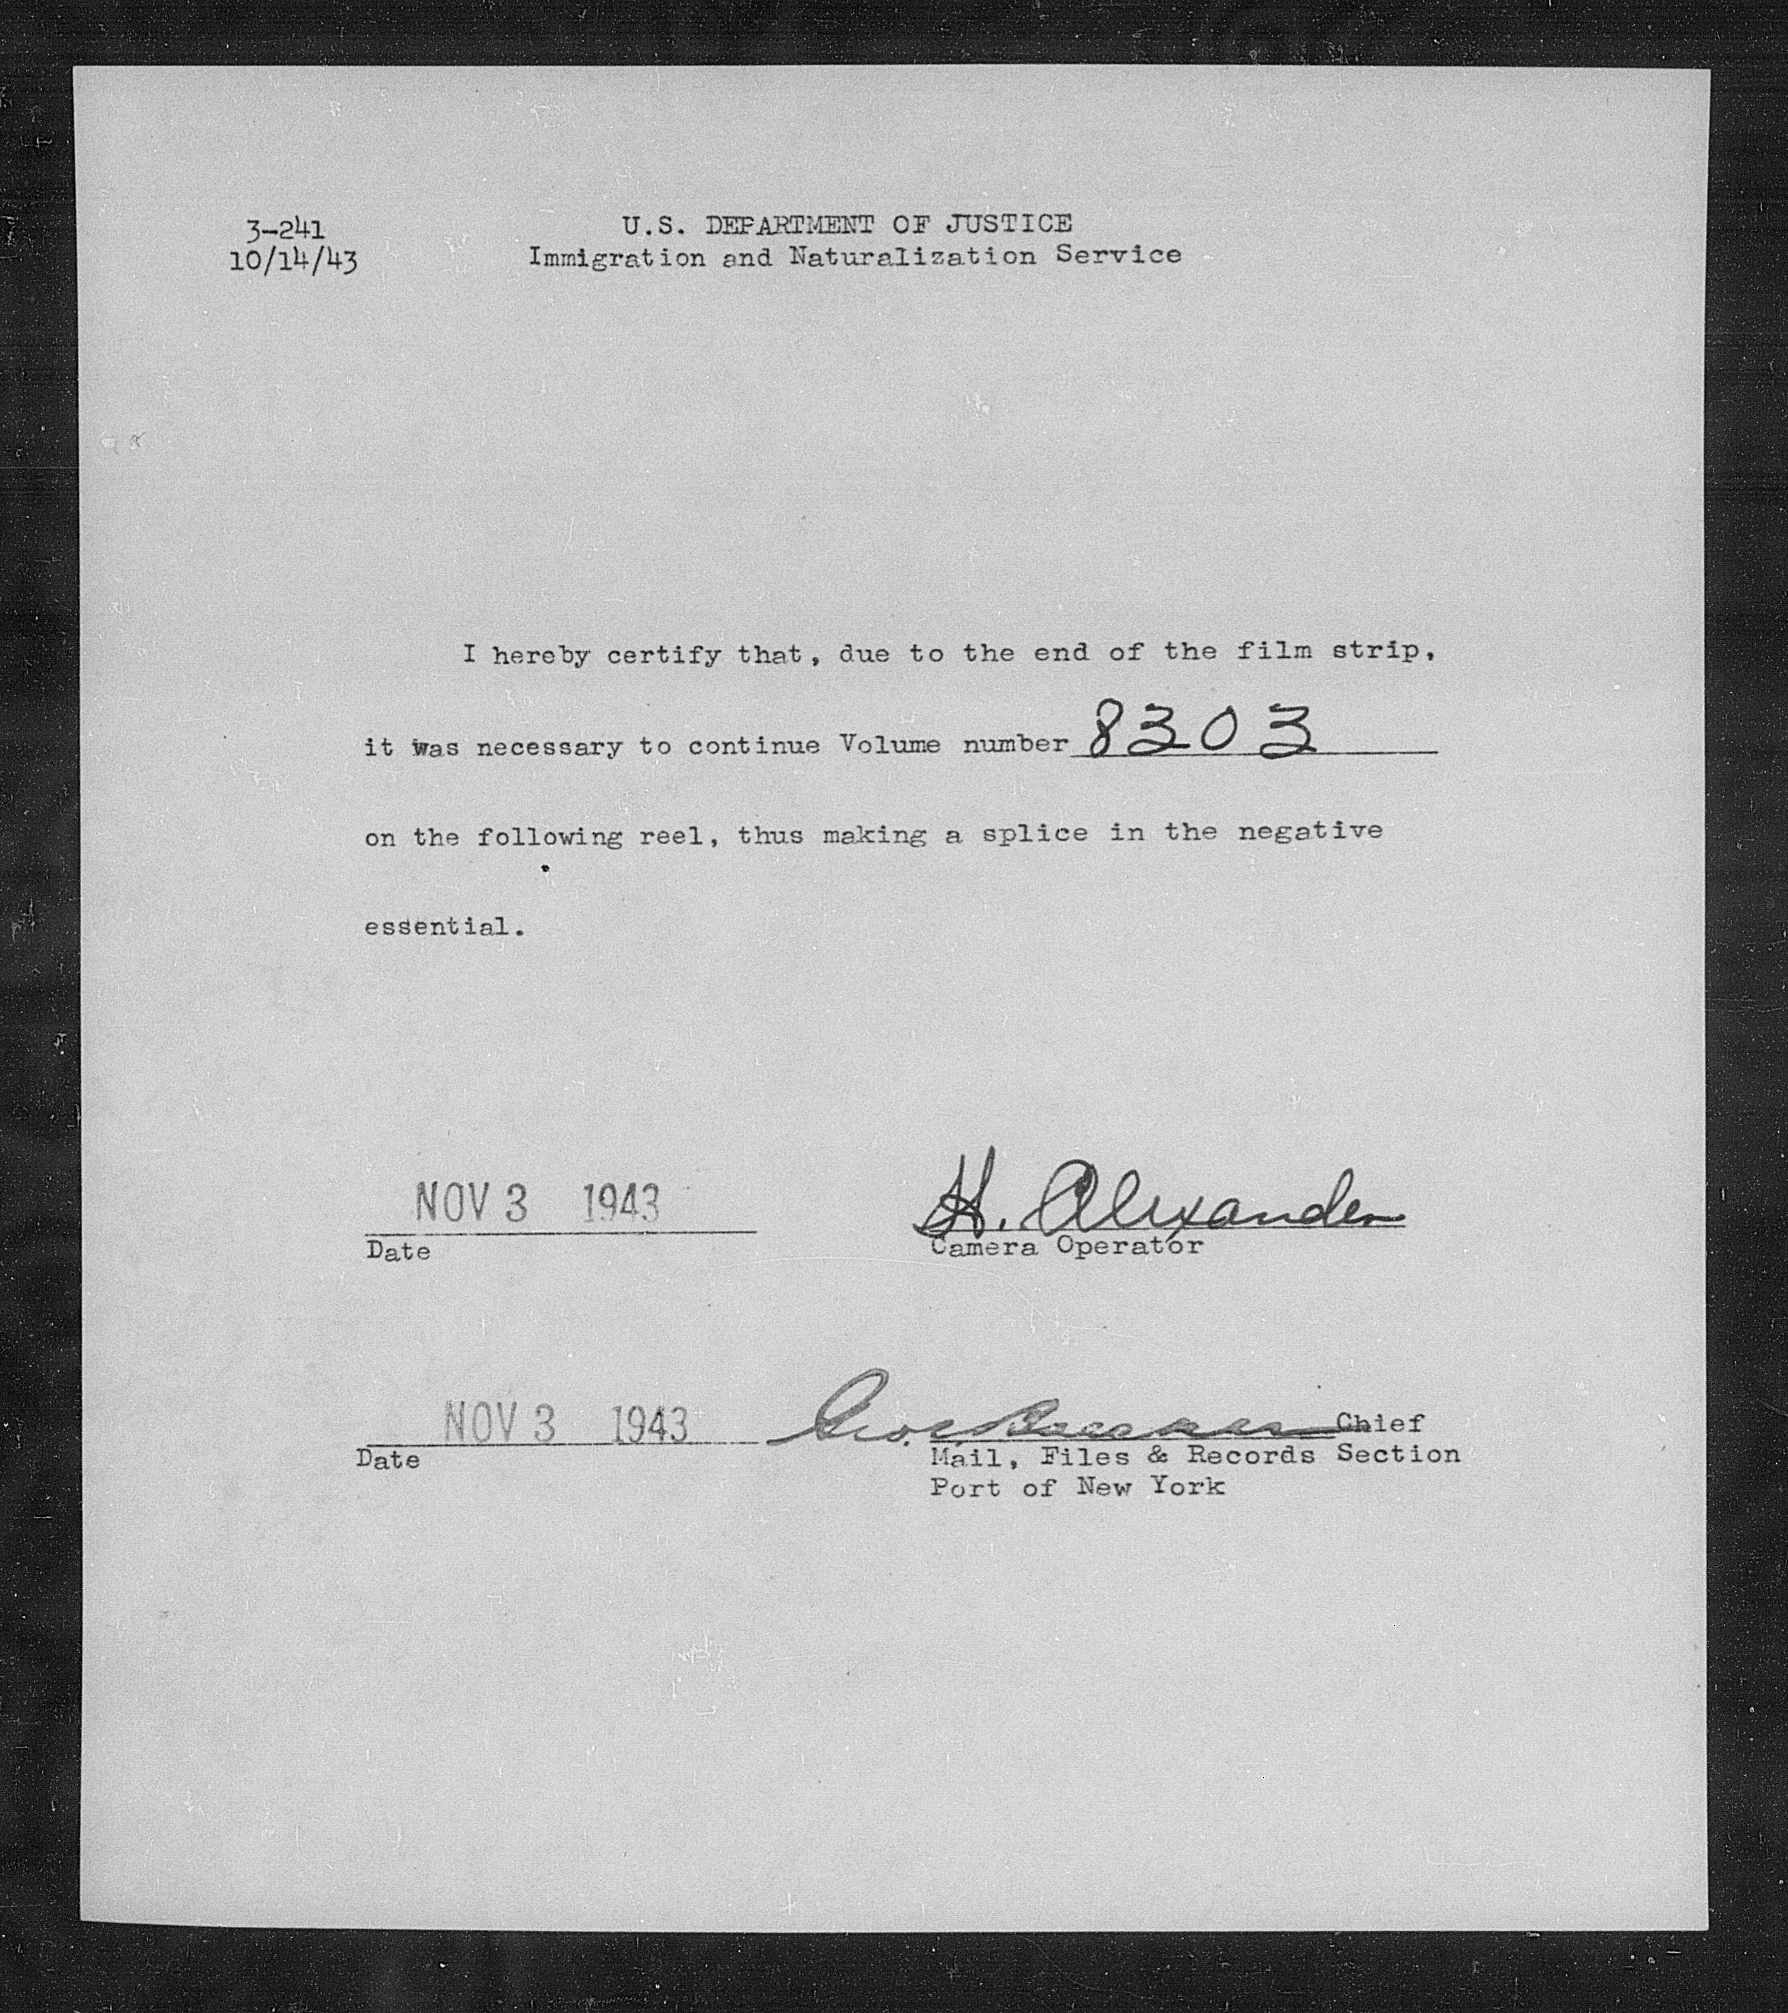 3-241
10/14/43
U.S. DEPARTMENT OF JUSTICE
Immigration and Naturalization Service
I hereby certify that, due to the end of the film strip,
it was necessary to continue Volume number 8303
on the following reel, thus making a splice in the negative
essential.
NOV 3 1943
Date
H. Alexander
Camera Operator
NOV 3 1943
Date
Geo. Chief
Mail, Files & Records Section
Port of New York